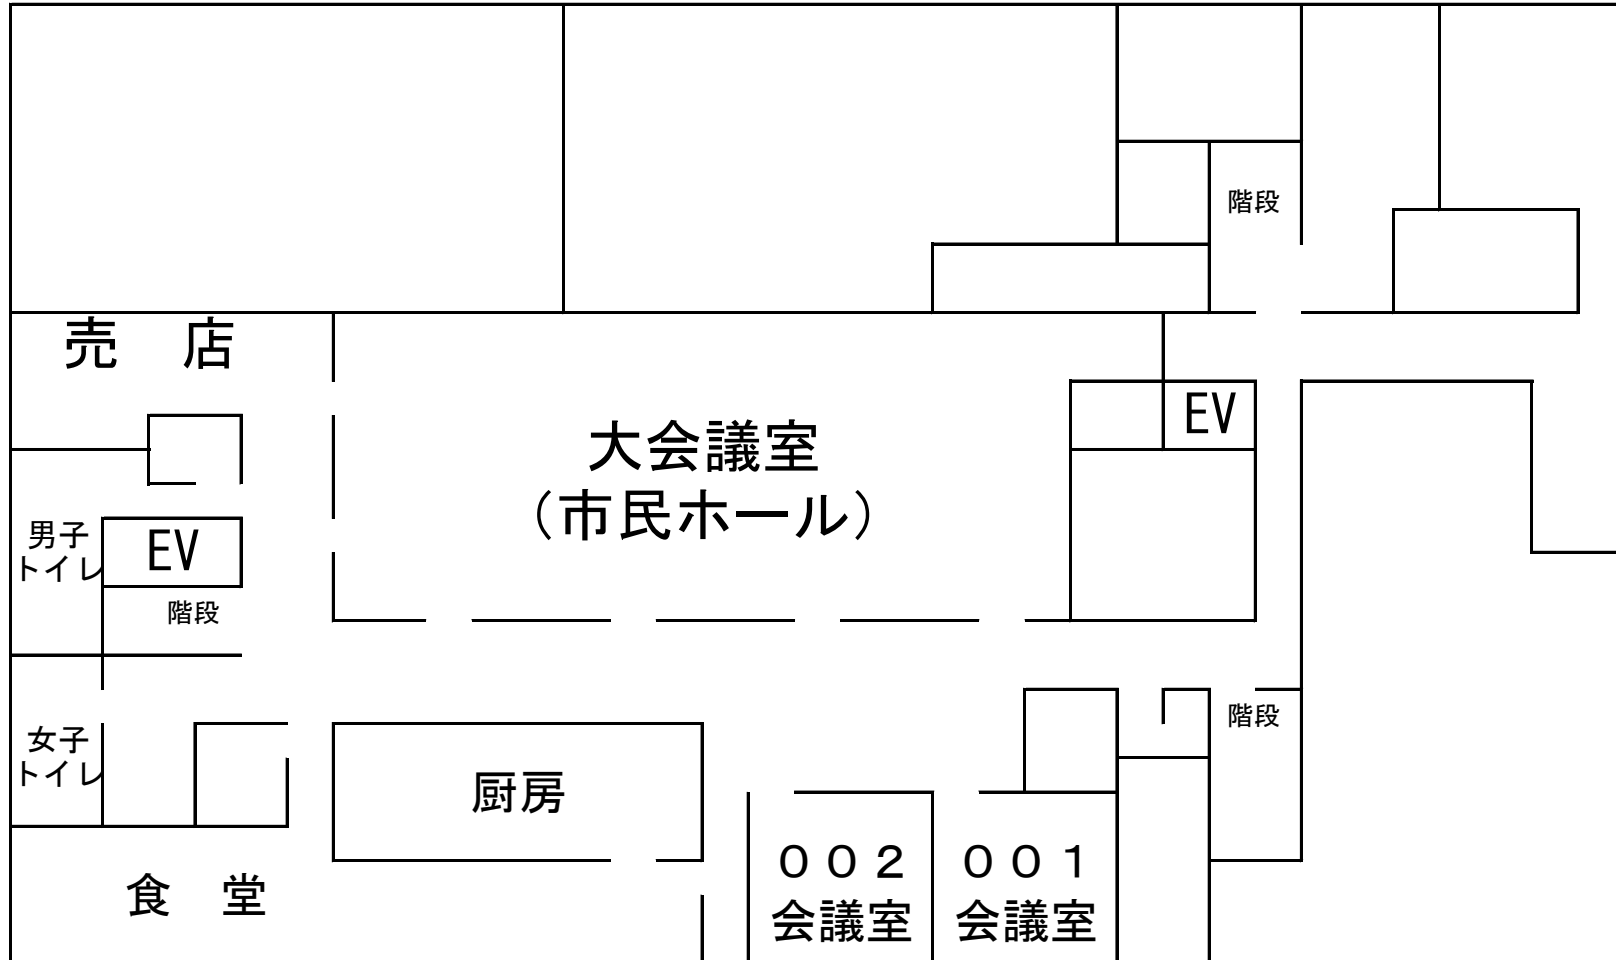 階段
売　店
EV
大会議室
（市民ホール）
男子
トイレ
EV
階段
階段
女子
トイレ
厨房
００２
会議室
００１
会議室
食　堂